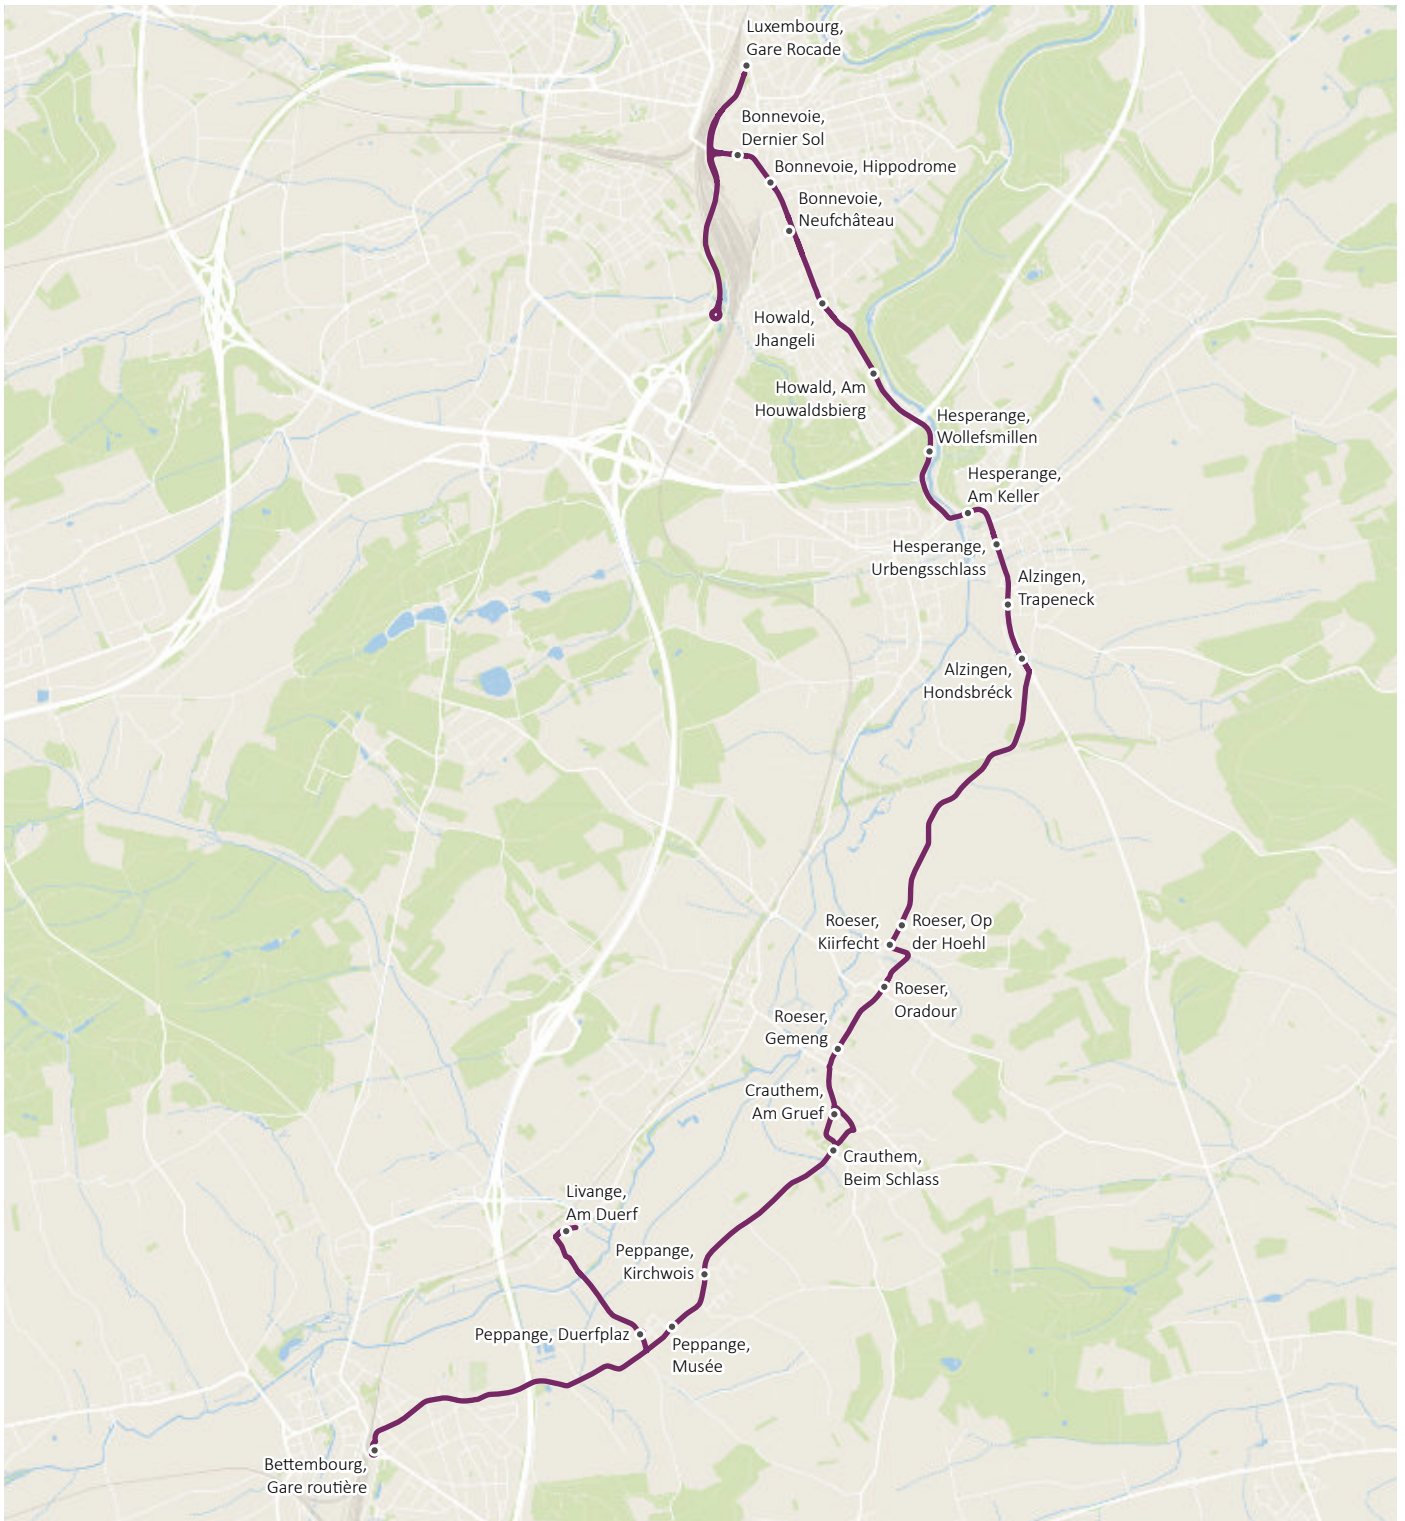 Luxembourg,
Gare Rocade
Bonnevoie,
Dernier Sol
Bonnevoie, Hippodrome
Bonnevoie,
Neufchâteau
Howald,
Jhangeli
Howald, Am
Houwaldsbierg
Hesperange,
Wollefsmillen
Hesperange,
Am Keller
Hesperange,
Urbengsschlass
Alzingen,
Trapeneck
Alzingen,
Hondsbréck
Roeser, Op
der Hoehl
Roeser,
Kiirfecht
Roeser,
Oradour
Roeser,
Gemeng
Crauthem,
Am Gruef
Crauthem,
Beim Schlass
Livange,
Am Duerf
Peppange,
Kirchwois
Peppange, Duerfplaz
Peppange,
Musée
Bettembourg,
Gare routière